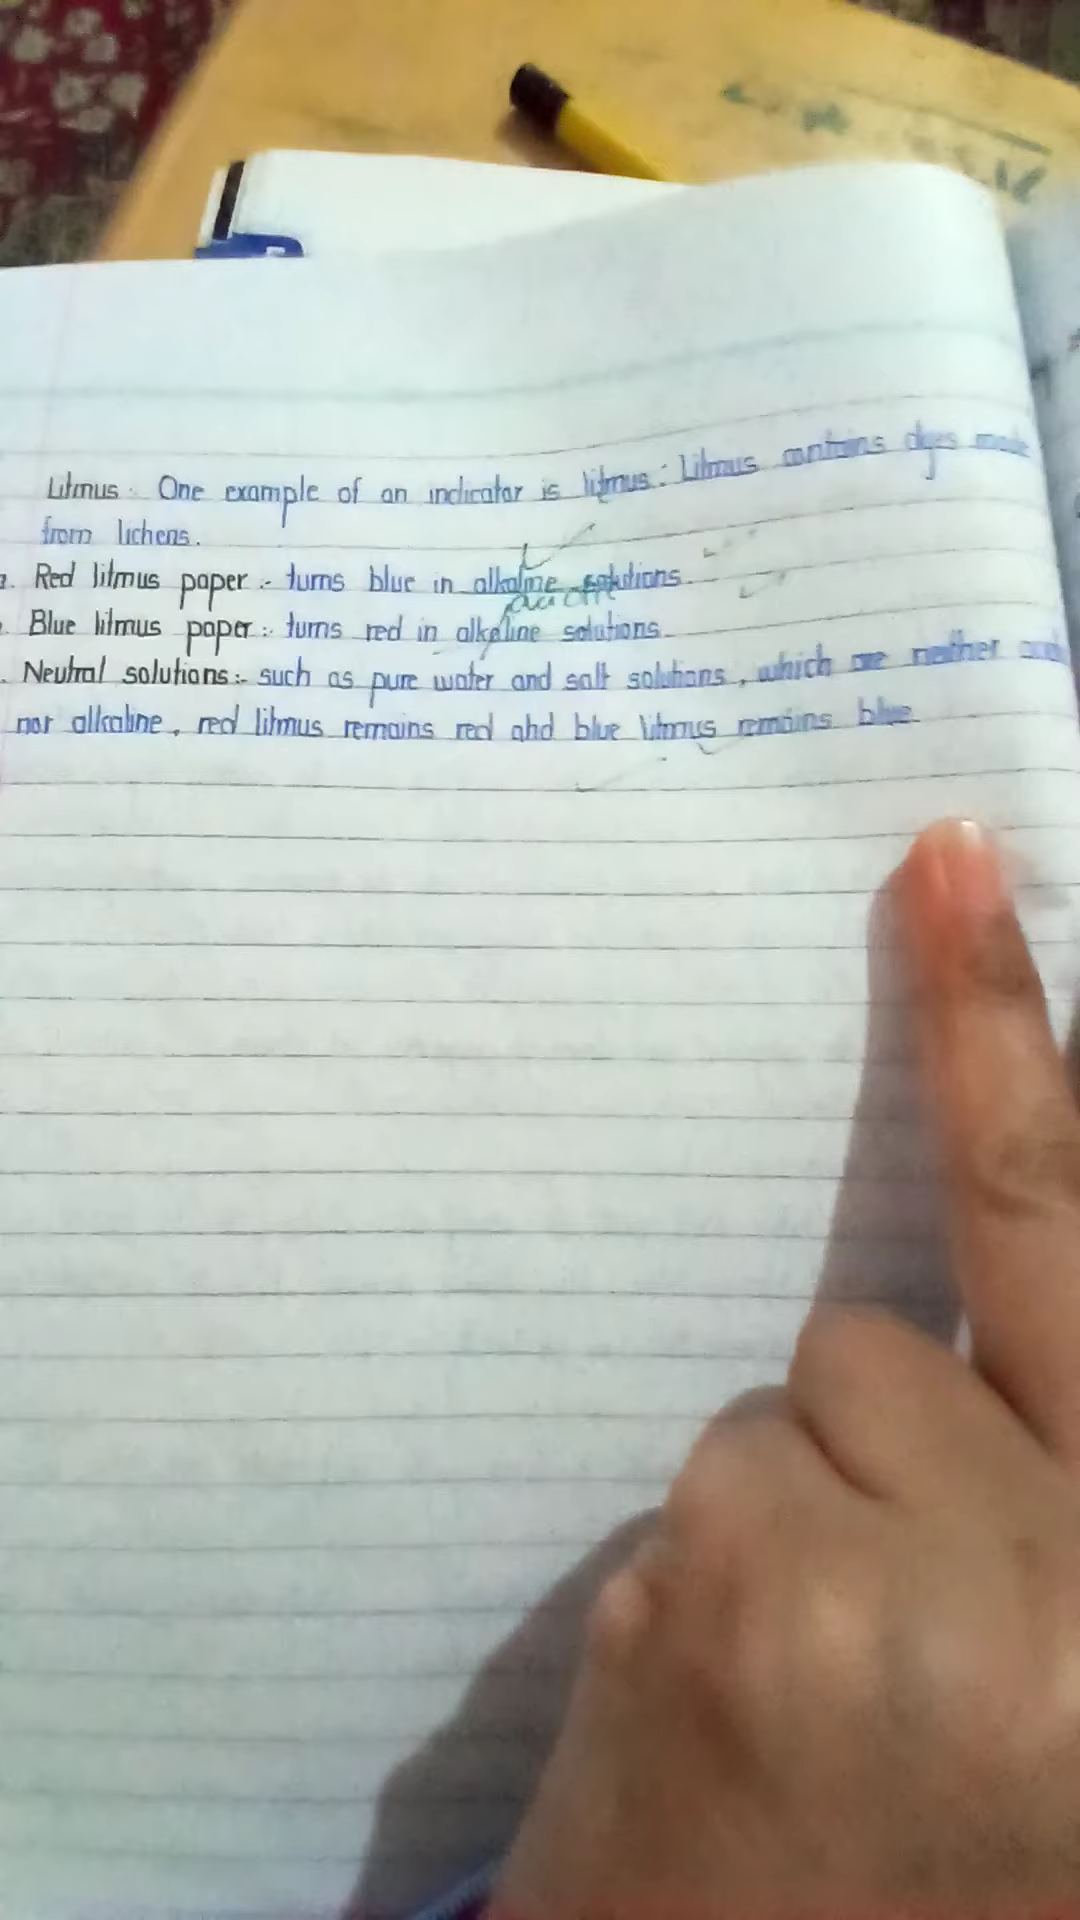 Litmus: One example of an indicator is litmus: Litmus contains dyes made
from lichens.
Red litmus paper :- turns blue in alkaline solutions.
acidic
Blue litmus paper :- turns red in alkaline solutions.
Neutral solutions:- such as pure water and salt solutions, which are neither
nor alkaline, red litmus remains red and blue litmus remains blue.